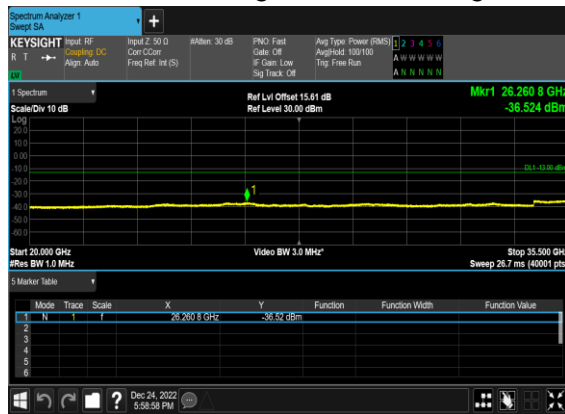 Spectrum Analyzer 1
Swept SA
KEYSIGHT Input: RF
R T Coupling: DC
Align: Auto
LW
Input Z: 50 Ω
Corr CCorr
Freq Ref: Int (S)
#Atten: 30 dB
PNO: Fast
Gate: Off
IF Gain: Low
Sig Track: Off
Avg Type: Power (RMS)
Avg|Hold: 100/100
Trig: Free Run
1 2 3 4 5 6
A W W W W W
A N N N N N
1 Spectrum
Scale/Div 10 dB
Ref Lvl Offset 15.61 dB
Ref Level 30.00 dBm
Mkr1 26.260 8 GHz
-36.524 dBm
Log
20.0
10.0
0.00
-10.0
-20.0
-30.0
-40.0
-50.0
-60.0
DL1 -13.00 dBm
1
Start 20.000 GHz
#Res BW 1.0 MHz
Video BW 3.0 MHz*
Stop 35.500 GHz
Sweep 26.7 ms (40001 pts
5 Marker Table
Mode Trace Scale X Y Function Function Width Function Value
1 N 1 f 26.260 8 GHz -36.52 dBm
2
3
4
5
6
?
Dec 24, 2022
5:58:58 PM